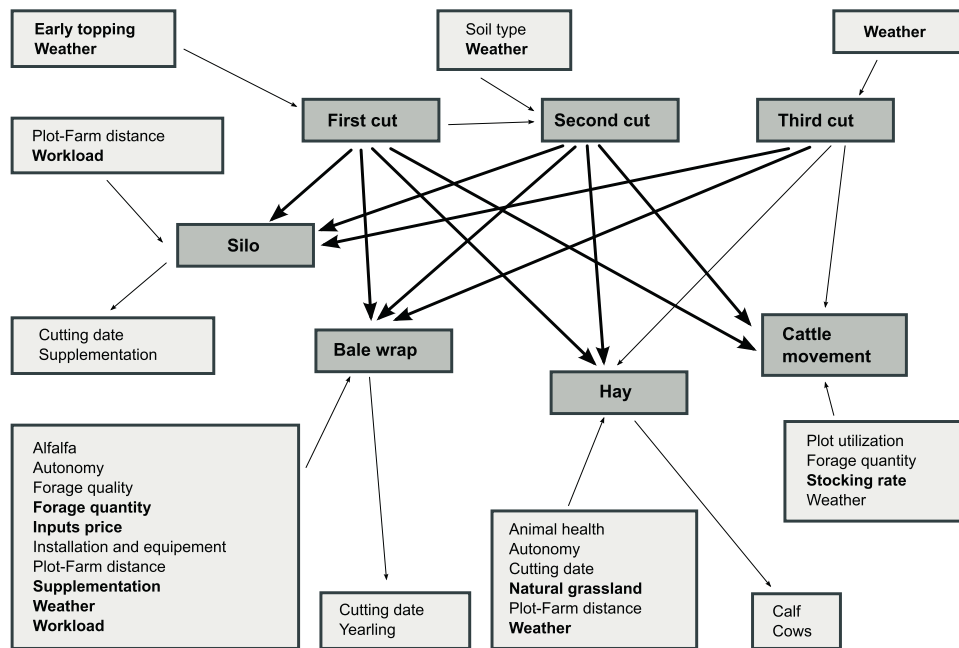 Early topping
Weather
Soil type
Weather
Weather
First cut
Second cut
Third cut
Plot-Farm distance
Workload
Silo
Cutting date
Supplementation
Bale wrap
Cattle
movement
Hay
Alfalfa
Autonomy
Forage quality
Forage quantity
Inputs price
Installation and equipement
Plot-Farm distance
Supplementation
Weather
Workload
Cutting date
Yearling
Animal health
Autonomy
Cutting date
Natural grassland
Plot-Farm distance
Weather
Plot utilization
Forage quantity
Stocking rate
Weather
Calf
Cows